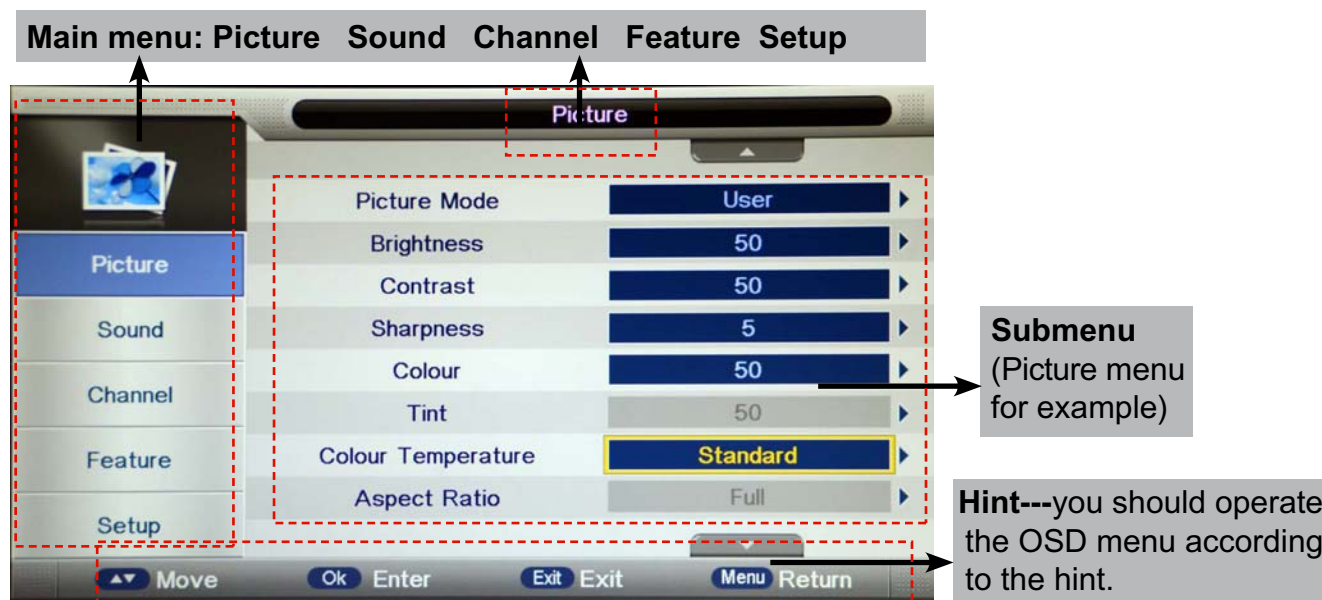 Main menu: Picture Sound Channel Feature Setup
Picture
Picture Mode User
Brightness 50
Picture
Contrast 50
Sound
Sharpness 5
Colour 50
Channel
Tint 50
Feature
Colour Temperature Standard
Aspect Ratio Full
Setup
Move Ok Enter Exit Exit Menu Return
Submenu
(Picture menu
for example)
Hint---you should operate
the OSD menu according
to the hint.